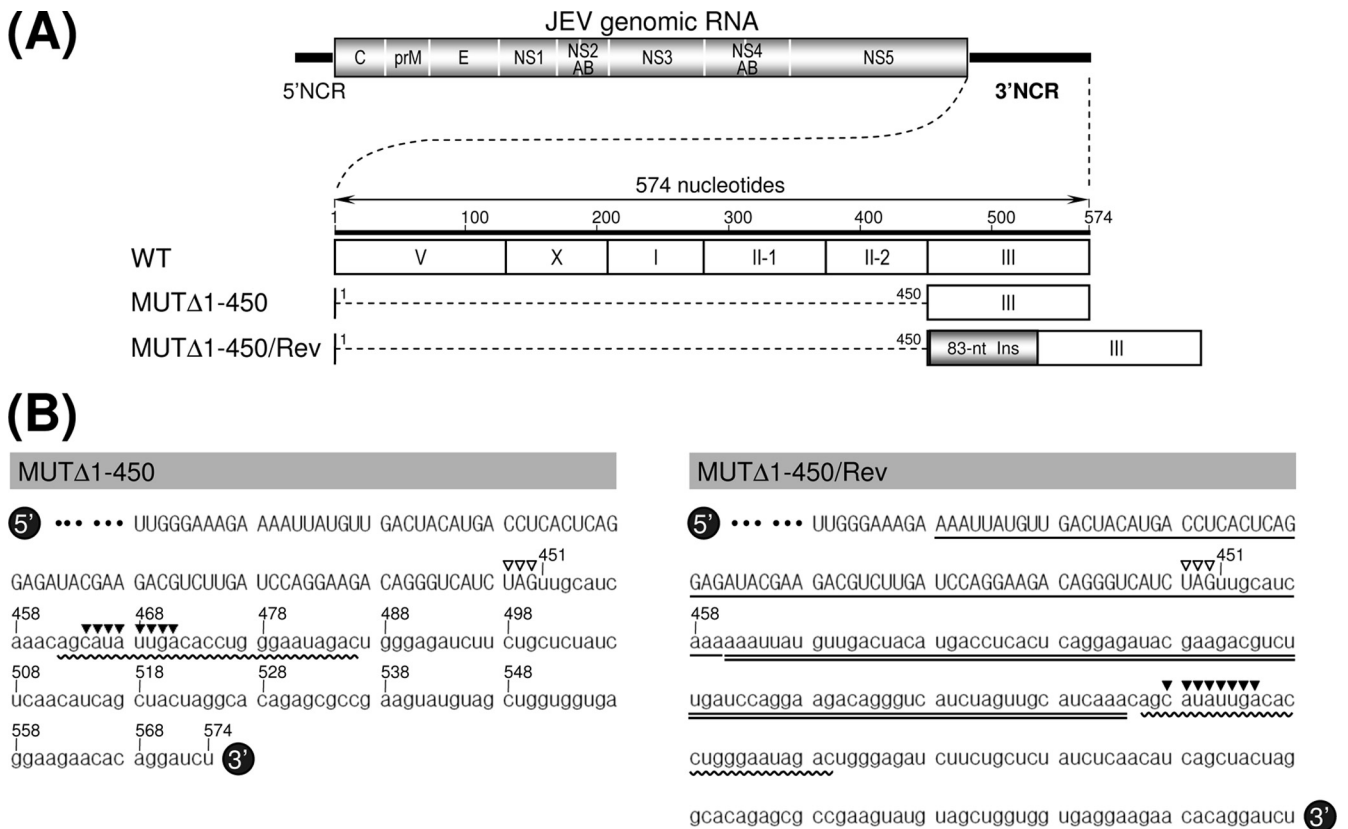 (A)
JEV genomic RNA
C prM E NS1 NS2 AB NS3 NS4 AB NS5
5'NCR 3'NCR
574 nucleotides
1 100 200 300 400 500 574
WT V X I II-1 II-2 III
MUTΔ1-450 1 450 III
MUTΔ1-450/Rev 1 450 83-nt Ins III
(B)
MUTΔ1-450
5' ••• ••• UUGGGAAAGA AAAUUAUGUU GACUACAUGA CCUCACUCAG
451
GAGAUACGAA GACGUCUUGA UCCAGGAAGA CAGGGUCAUC UAGuugcauc
458 468 478 488 498
aaacagcaua uugacaccug ggaauagacu gggagaucuu cugcucuauc
508 518 528 538 548
ucaacaucag cuacuaggca cagagcgccg aaguauguag cuggugguga
558 568 574
ggaagaacac aggaucu 3'
MUTΔ1-450/Rev
5' ••• ••• UUGGGAAAGA AAAUUAUGUU GACUACAUGA CCUCACUCAG
451
GAGAUACGAA GACGUCUUGA UCCAGGAAGA CAGGGUCAUC UAGuugcauc
458
aaaaaauuau guugacuaca ugaccucacu caggagauac gaagacgucu
ugauccagga agacaggguc aucuaguugc aucaaacagc auauugacac
cugggaauag acugggagau cuucugcucu aucucaacau cagcuacuag
gcacagagcg ccgaaguaug uagcuggugg ugaggaagaa cacaggaucu 3'